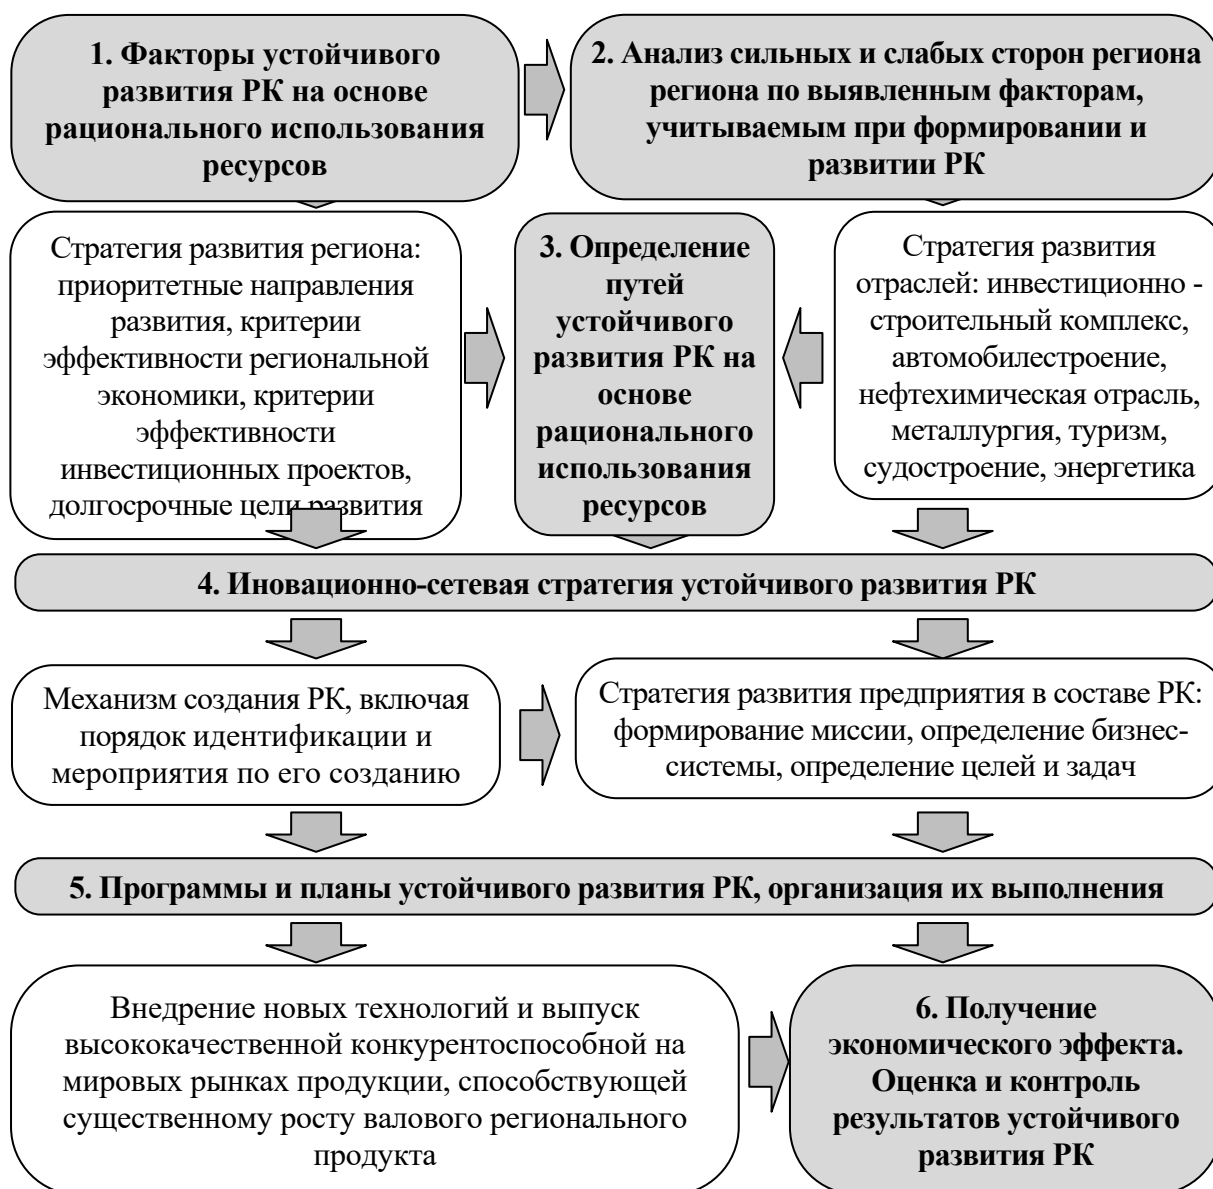 1. Факторы устойчивого
развития РК на основе
рационального использования
ресурсов
2. Анализ сильных и слабых сторон региона
региона по выявленным факторам,
учитываемым при формировании и
развитии РК
Стратегия развития региона:
приоритетные направления
развития, критерии
эффективности региональной
экономики, критерии
эффективности
инвестиционных проектов,
долгосрочные цели развития
3. Определение
путей
устойчивого
развития РК на
основе
рационального
использования
ресурсов
Стратегия развития
отраслей: инвестиционно -
строительный комплекс,
автомобилестроение,
нефтехимическая отрасль,
металлургия, туризм,
судостроение, энергетика
4. Иновационно-сетевая стратегия устойчивого развития РК
Механизм создания РК, включая
порядок идентификации и
мероприятия по его созданию
Стратегия развития предприятия в составе РК:
формирование миссии, определение бизнес-
системы, определение целей и задач
5. Программы и планы устойчивого развития РК, организация их выполнения
Внедрение новых технологий и выпуск
высококачественной конкурентоспособной на
мировых рынках продукции, способствующей
существенному росту валового регионального
продукта
6. Получение
экономического эффекта.
Оценка и контроль
результатов устойчивого
развития РК